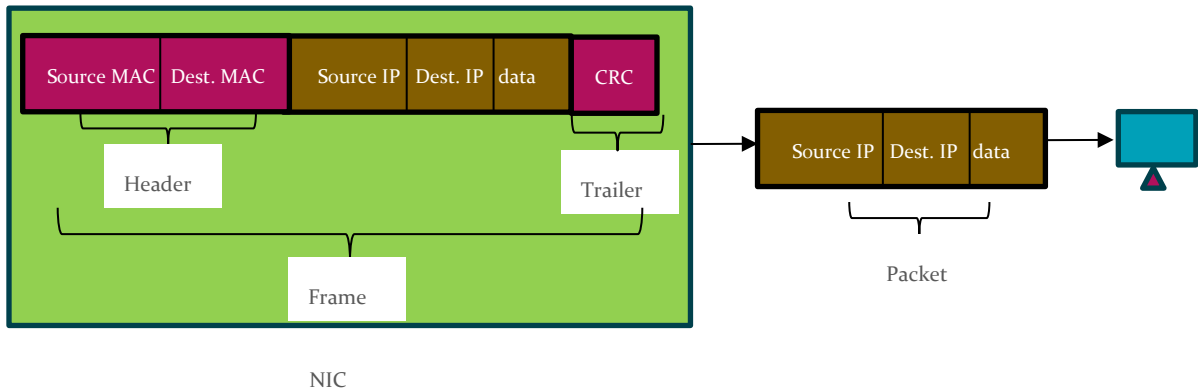 Source MAC Dest. MAC Source IP Dest. IP data CRC
Source IP Dest. IP data
Header
Trailer
Packet
Frame
NIC